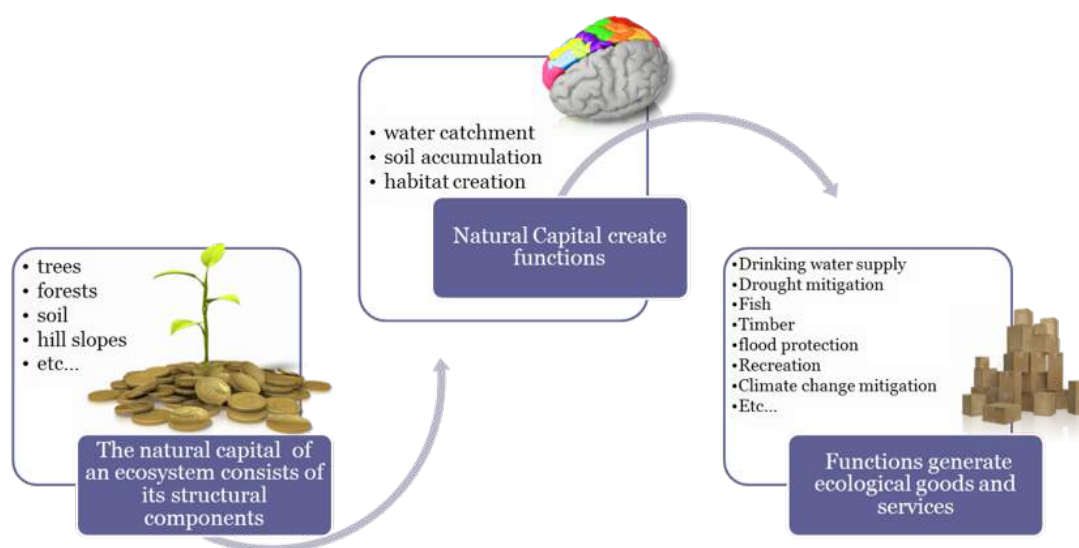 • trees
• forests
• soil
• hill slopes
• etc...
The natural capital of
an ecosystem consists of
its structural
components
• water catchment
• soil accumulation
• habitat creation
Natural Capital create
functions
•Drinking water supply
•Drought mitigation
•Fish
•Timber
•flood protection
•Recreation
•Climate change mitigation
•Etc...
Functions generate
ecological goods and
services